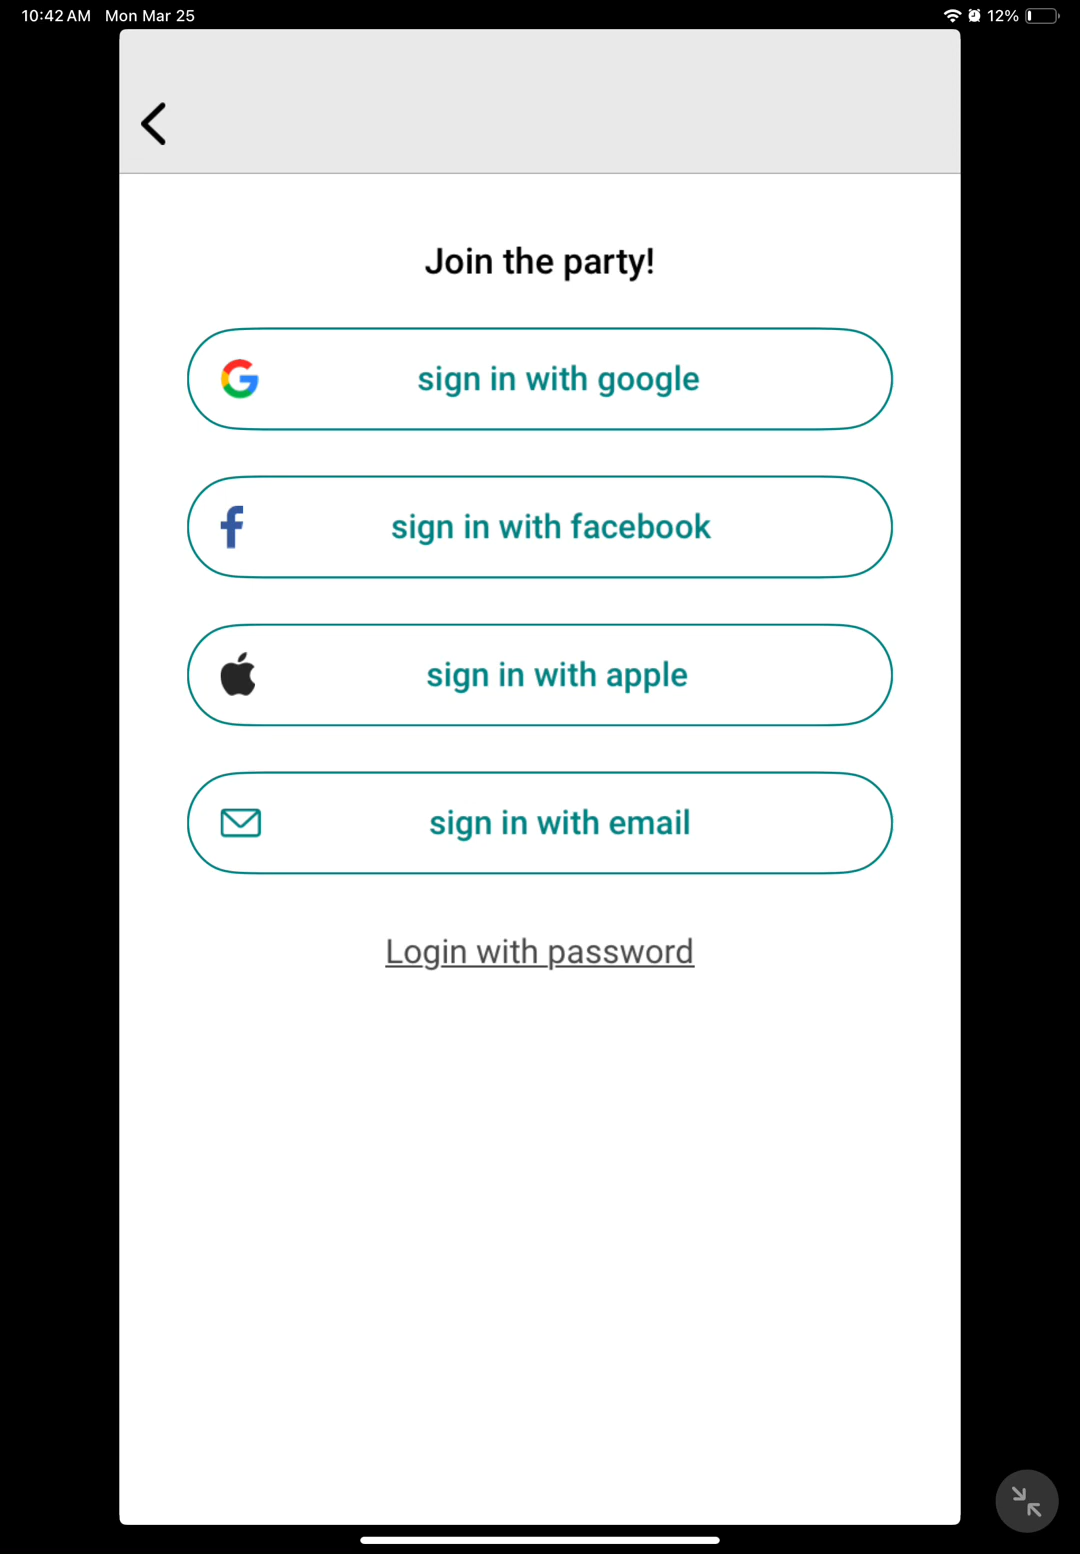 10:42 AM Mon Mar 25 12%
Join the party!
sign in with google
sign in with facebook
sign in with apple
sign in with email
Login with password